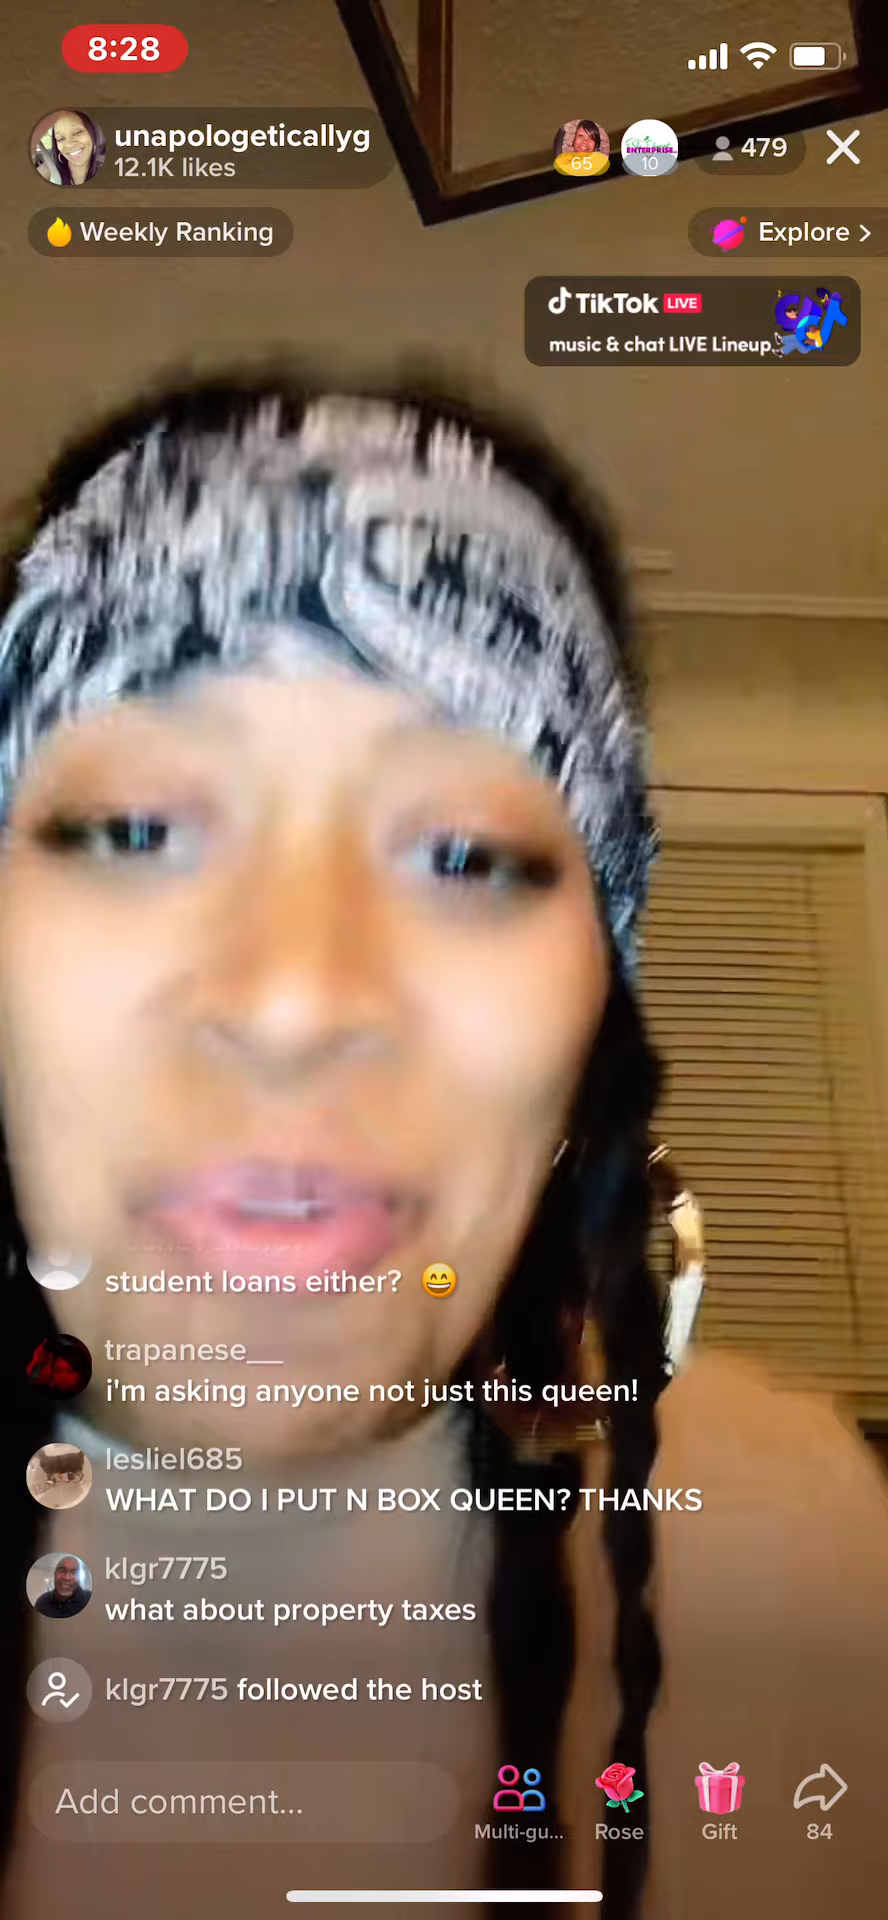 8:28
unapologeticallyg
12.1K likes
65
ENTERPRISE
10
479
Weekly Ranking
Explore >
TikTok LIVE
music & chat LIVE Lineup
student loans either? 😄
trapanese__
i'm asking anyone not just this queen!
lesliel685
WHAT DO I PUT N BOX QUEEN? THANKS
klgr7775
what about property taxes
klgr7775 followed the host
Add comment...
Multi-gu...
Rose
Gift
84